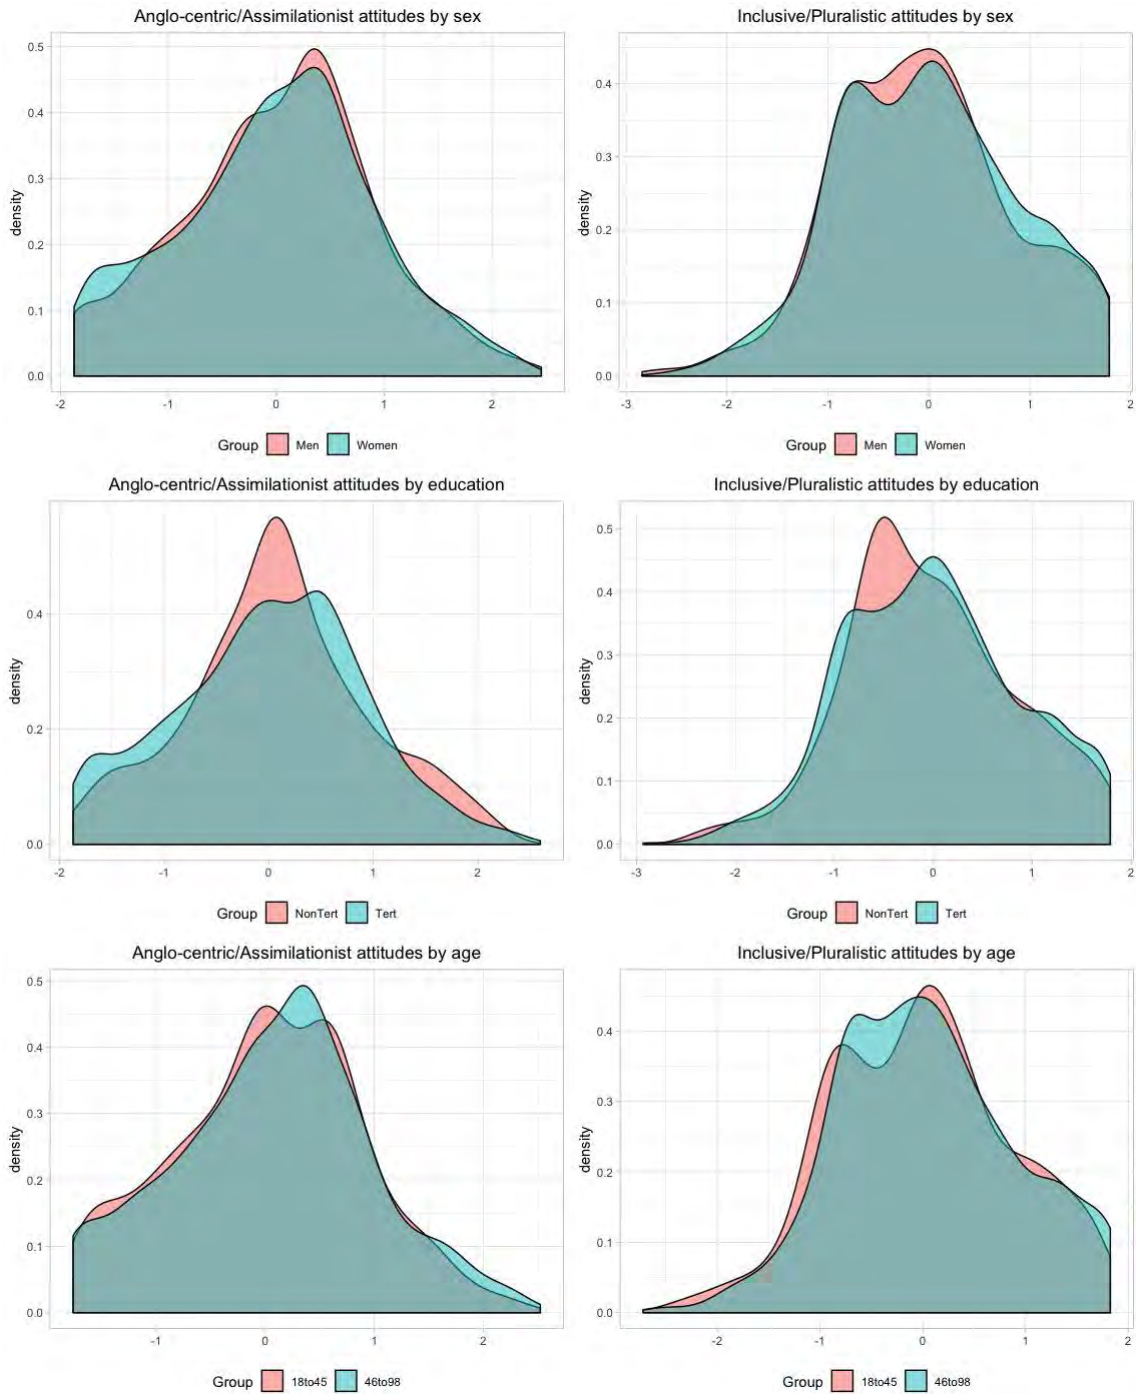 Anglo-centric/Assimilationist attitudes by sex
density
0.5
0.4
0.3
0.2
0.1
0.0
-2 -1 0 1 2
Group Men Women
Inclusive/Pluralistic attitudes by sex
density
0.4
0.3
0.2
0.1
0.0
-3 -2 -1 0 1 2
Group Men Women
Anglo-centric/Assimilationist attitudes by education
density
0.4
0.2
0.0
-2 -1 0 1 2
Group NonTert Tert
Inclusive/Pluralistic attitudes by education
density
0.5
0.4
0.3
0.2
0.1
0.0
-3 -2 -1 0 1 2
Group NonTert Tert
Anglo-centric/Assimilationist attitudes by age
density
0.5
0.4
0.3
0.2
0.1
0.0
-1 0 1 2
Group 18to45 46to98
Inclusive/Pluralistic attitudes by age
density
0.4
0.3
0.2
0.1
0.0
-2 -1 0 1 2
Group 18to45 46to98